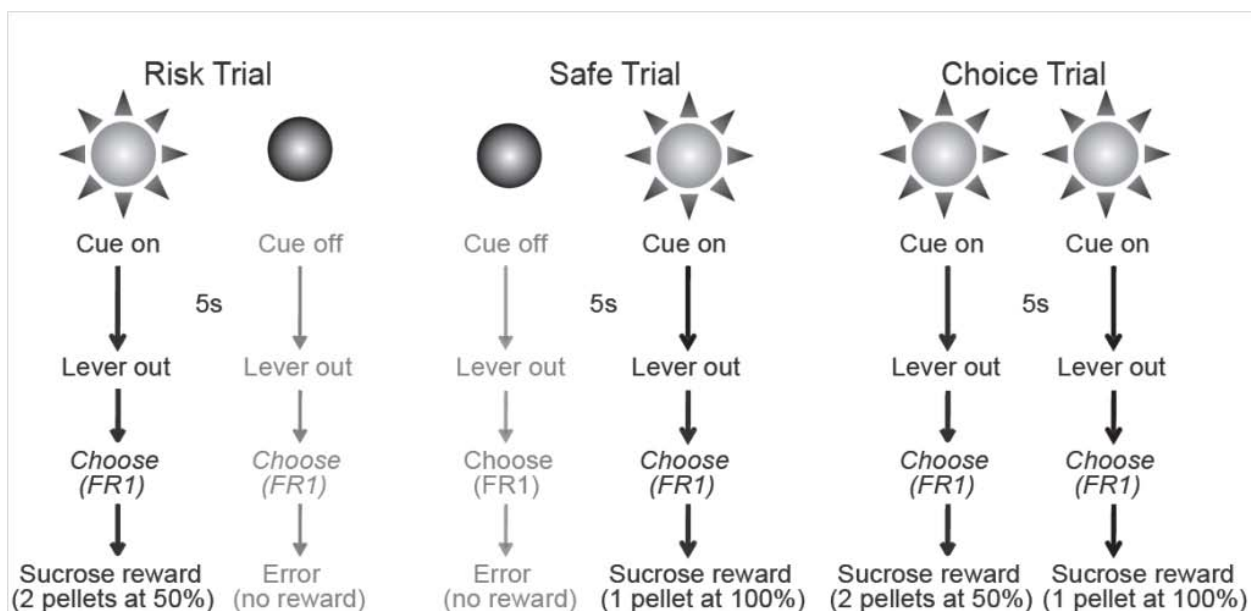 Risk Trial Safe Trial Choice Trial
Cue on Cue off Cue off Cue on Cue on Cue on
5s 5s 5s
Lever out Lever out Lever out Lever out Lever out Lever out
Choose Choose Choose Choose Choose Choose
(FR1) (FR1) (FR1) (FR1) (FR1) (FR1)
Sucrose reward Error Error Sucrose reward Sucrose reward Sucrose reward
(2 pellets at 50%) (no reward) (no reward) (1 pellet at 100%) (2 pellets at 50%) (1 pellet at 100%)